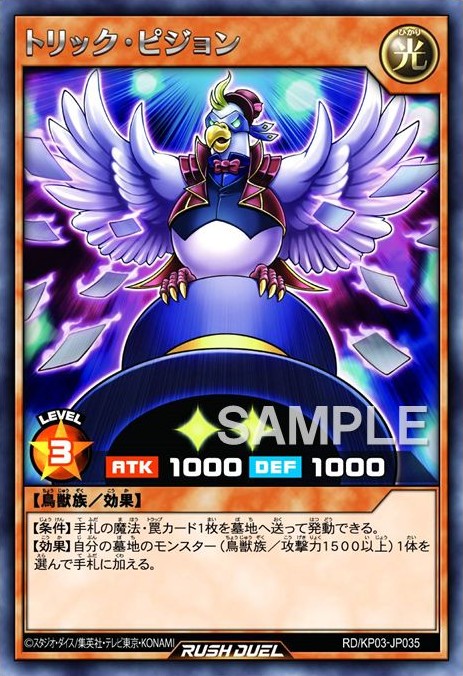 トリック・ピジョン
ひかり
光
SAMPLE
LEVEL
3
ATK 1000 DEF 1000
【鳥獣族／効果】
【条件】手札の魔法・罠カード1枚を墓地へ送って発動できる。
【効果】自分の墓地のモンスター（鳥獣族／攻撃力1500以上）1体を
選んで手札に加える。
©スタジオ・ダイス/集英社・テレビ東京・KONAMI
RUSH DUEL
RD/KP03-JP035